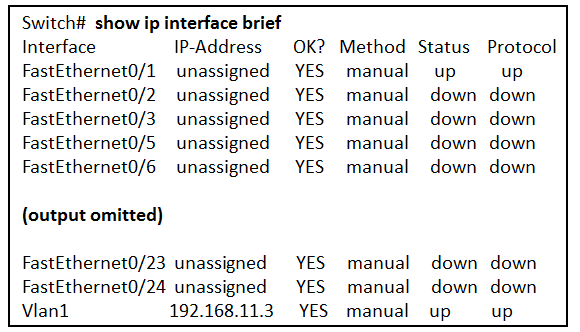 Switch# show ip interface brief
Interface IP-Address OK? Method Status Protocol
FastEthernet0/1 unassigned YES manual up up
FastEthernet0/2 unassigned YES manual down down
FastEthernet0/3 unassigned YES manual down down
FastEthernet0/5 unassigned YES manual down down
FastEthernet0/6 unassigned YES manual down down
(output omitted)
FastEthernet0/23 unassigned YES manual down down
FastEthernet0/24 unassigned YES manual down down
Vlan1 192.168.11.3 YES manual up up